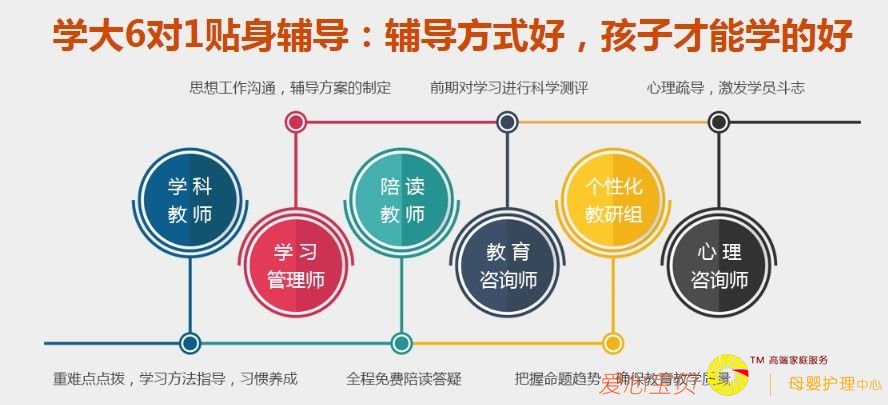 学大6对1贴身辅导：辅导方式好，孩子才能学的好
思想工作沟通，辅导方案的制定
前期对学习进行科学测评
心理疏导，激发学员斗志
学科
教师
学习
管理师
陪读
教师
教育
咨询师
个性化
教研组
心理
咨询师
重难点点拨，学习方法指导，习惯养成
全程免费陪读答疑
把握命题趋势，确保教育教学质量
爱心宝贝
TM 高端家庭服务
母婴护理中心